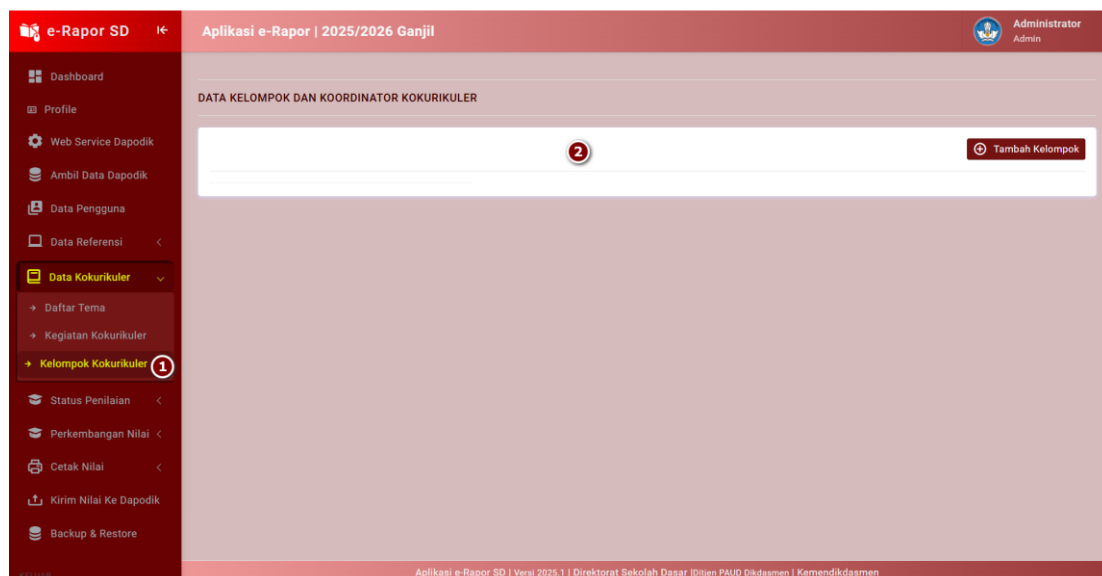 e-Rapor SD
Aplikasi e-Rapor | 2025/2026 Ganjil
Administrator
Admin
Dashboard
Profile
Web Service Dapodik
Ambil Data Dapodik
Data Pengguna
Data Referensi
Data Kokurikuler
Daftar Tema
Kegiatan Kokurikuler
Kelompok Kokurikuler 1
Status Penilaian
Perkembangan Nilai
Cetak Nilai
Kirim Nilai Ke Dapodik
Backup & Restore
KELUAR
DATA KELOMPOK DAN KOORDINATOR KOKURIKULER
2
Tambah Kelompok
Aplikasi e-Rapor SD | Versi 2025.1 | Direktorat Sekolah Dasar |Ditjen PAUD Dikdasmen | Kemendikdasmen